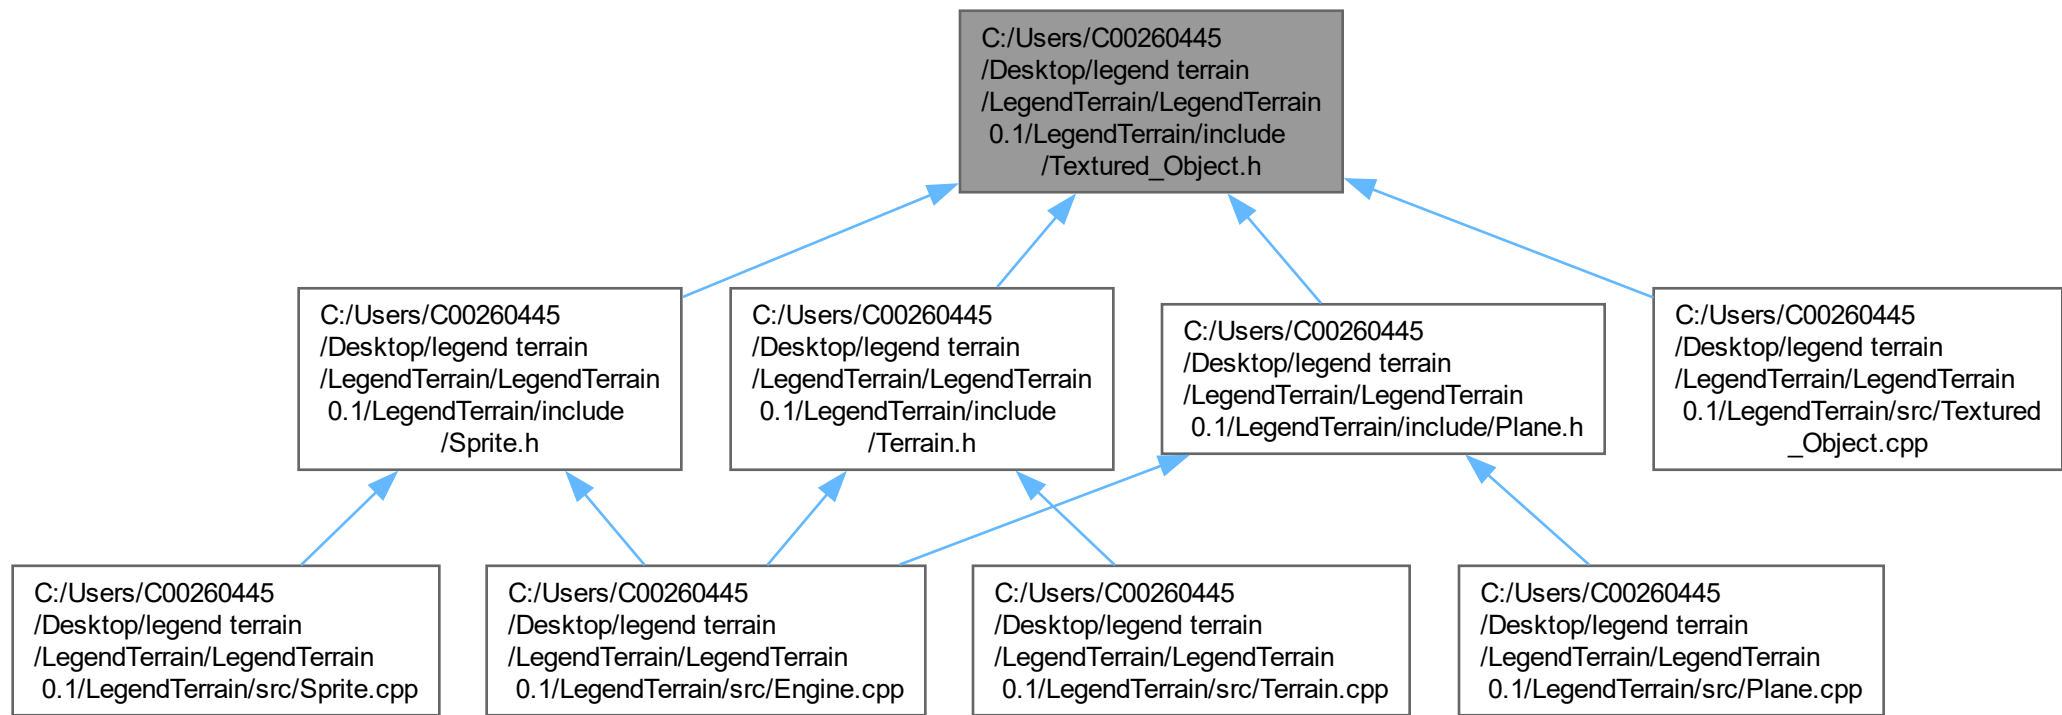 C:/Users/C00260445
/Desktop/legend terrain
/LegendTerrain/LegendTerrain
0.1/LegendTerrain/include
/Textured_Object.h
C:/Users/C00260445
/Desktop/legend terrain
/LegendTerrain/LegendTerrain
0.1/LegendTerrain/include
/Sprite.h
C:/Users/C00260445
/Desktop/legend terrain
/LegendTerrain/LegendTerrain
0.1/LegendTerrain/include
/Terrain.h
C:/Users/C00260445
/Desktop/legend terrain
/LegendTerrain/LegendTerrain
0.1/LegendTerrain/include/Plane.h
C:/Users/C00260445
/Desktop/legend terrain
/LegendTerrain/LegendTerrain
0.1/LegendTerrain/src/Textured
_Object.cpp
C:/Users/C00260445
/Desktop/legend terrain
/LegendTerrain/LegendTerrain
0.1/LegendTerrain/src/Sprite.cpp
C:/Users/C00260445
/Desktop/legend terrain
/LegendTerrain/LegendTerrain
0.1/LegendTerrain/src/Engine.cpp
C:/Users/C00260445
/Desktop/legend terrain
/LegendTerrain/LegendTerrain
0.1/LegendTerrain/src/Terrain.cpp
C:/Users/C00260445
/Desktop/legend terrain
/LegendTerrain/LegendTerrain
0.1/LegendTerrain/src/Plane.cpp